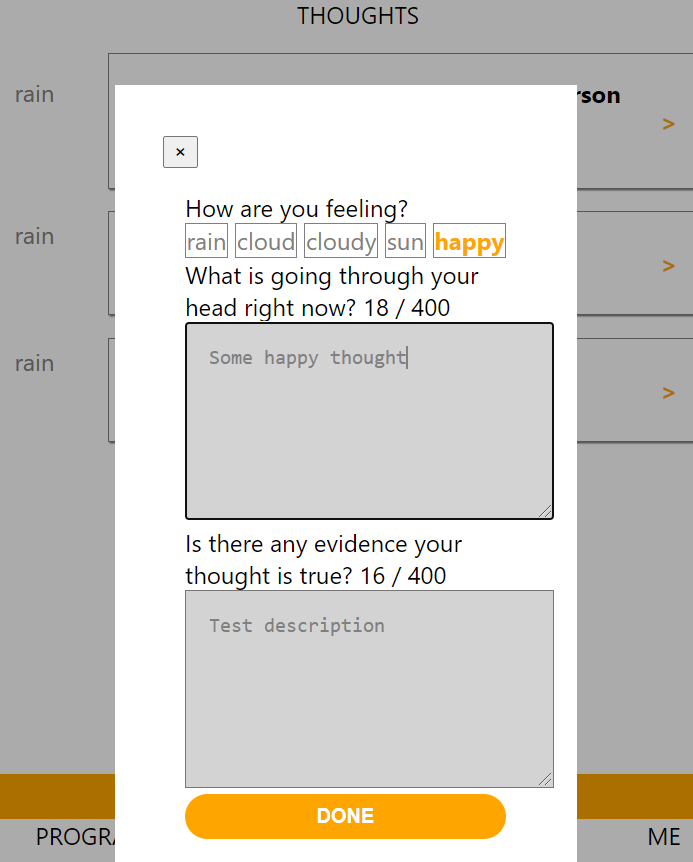 THOUGHTS
rain
rson
>
×
How are you feeling?
rain cloud cloudy sun happy
rain
>
What is going through your
head right now? 18 / 400
Some happy thought
rain
>
Is there any evidence your
thought is true? 16 / 400
Test description
DONE
PROGRA
ME